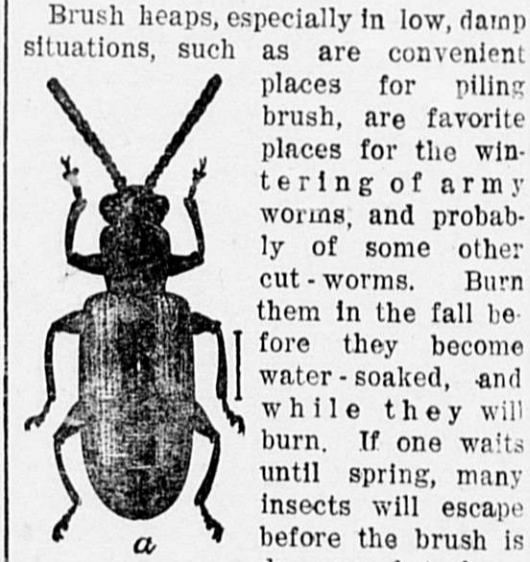 Brush heaps, especially in low, damp
situations, such as are convenient
places for piling
brush, are favorite
places for the win-
tering of army
worms, and probab-
ly of some other
cut-worms. Burn
them in the fall be-
fore they become
water-soaked, and
while they will
burn. If one waits
until spring, many
insects will escape
before the brush is
a